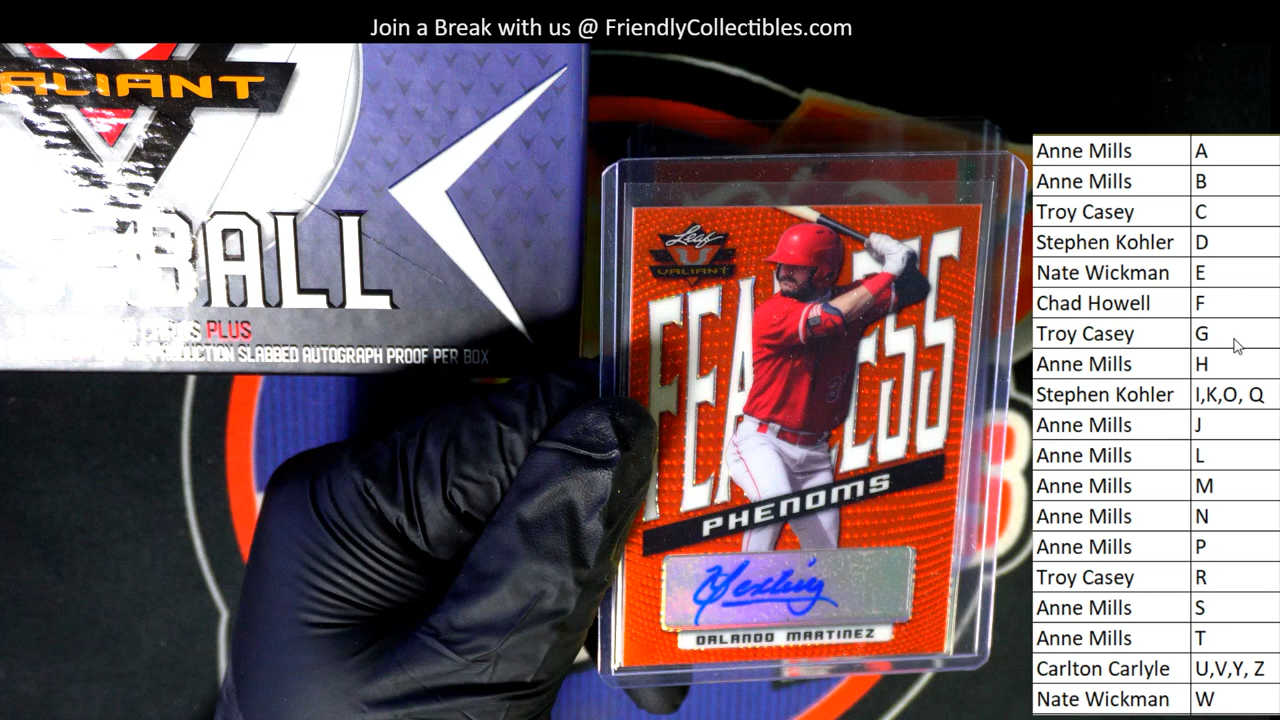 Join a Break with us @ FriendlyCollectibles.com
VALIANT
BALL
PLUS
PRODUCTION SLABBED AUTOGRAPH PROOF PER BOX
Leaf
VALIANT
FEARLESS
PHENOMS
ORLANDO MARTINEZ
Anne Mills A
Anne Mills B
Troy Casey C
Stephen Kohler D
Nate Wickman E
Chad Howell F
Troy Casey G
Anne Mills H
Stephen Kohler I,K,O, Q
Anne Mills J
Anne Mills L
Anne Mills M
Anne Mills N
Anne Mills P
Troy Casey R
Anne Mills S
Anne Mills T
Carlton Carlyle U,V,Y, Z
Nate Wickman W